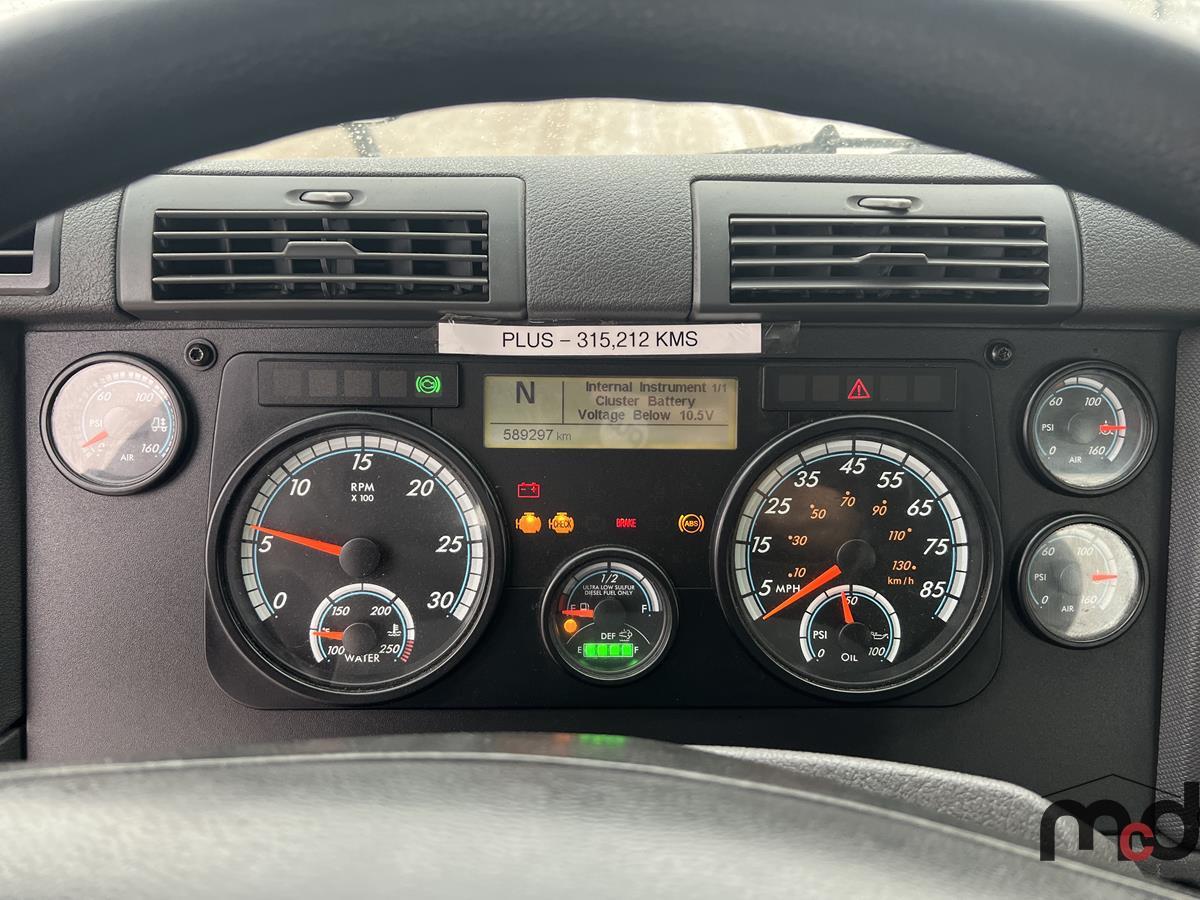 PLUS – 315,212 KMS
N
Internal Instrument 1/1
Cluster Battery
Voltage Below 10.5V
589297 km
60 100
PSI
0 160
AIR
0 5 10 15 20 25 30
RPM
X 100
100 150 200 250
°F
WATER
CHECK
BRAKE
ABS
1/2
ULTRA LOW SULFUR
DIESEL FUEL ONLY
E F
DEF
E F
5 15 25 35 45 55 65 75 85
MPH
10 30 50 70 90 110 130
km/h
50
PSI
0 100
OIL
60 100
PSI
0 160
AIR
60 100
PSI
0 160
AIR
mcd